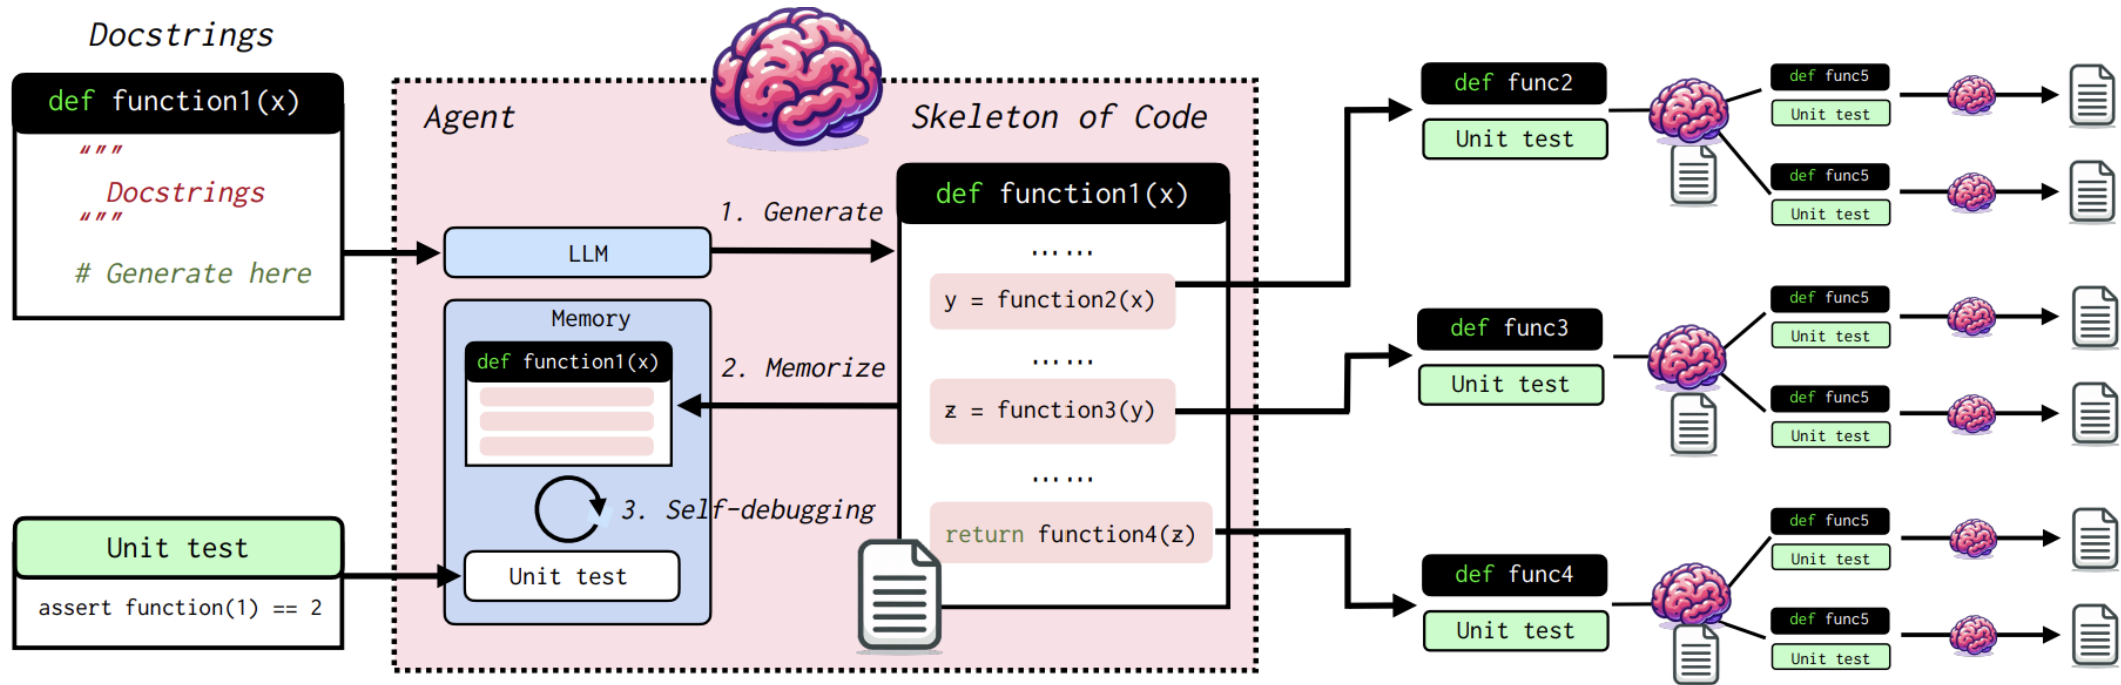 Docstrings
def function1(x)
"""
Docstrings
"""
# Generate here
Unit test
assert function(1) == 2
Agent
LLM
Memory
def function1(x)
3. Self-debugging
Unit test
1. Generate
2. Memorize
Skeleton of Code
def function1(x)
......
y = function2(x)
......
z = function3(y)
......
return function4(z)
def func2
Unit test
def func5
Unit test
def func5
Unit test
def func3
Unit test
def func5
Unit test
def func5
Unit test
def func4
Unit test
def func5
Unit test
def func5
Unit test